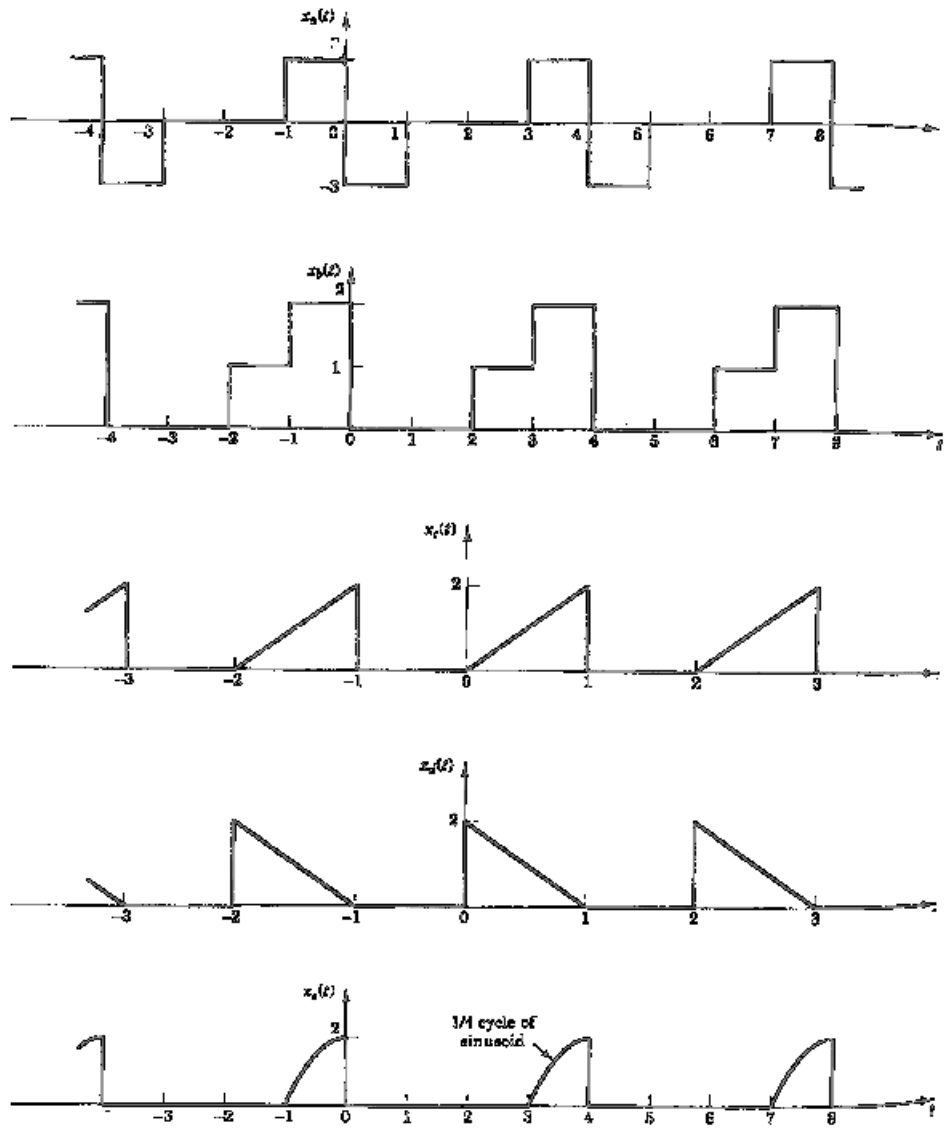 x_a(t)
-4 -3 -2 -1 0 1 2 3 4 5 6 7 8
-3
x_b(t)
2
1
-4 -3 -2 -1 0 1 2 3 4 5 6 7 8
x_c(t)
2
-3 -2 -1 0 1 2 3
x_d(t)
2
-3 -2 -1 0 1 2 3
x_e(t)
2
1/4 cycle of
sinusoid
-3 -2 -1 0 1 2 3 4 5 6 7 8 t